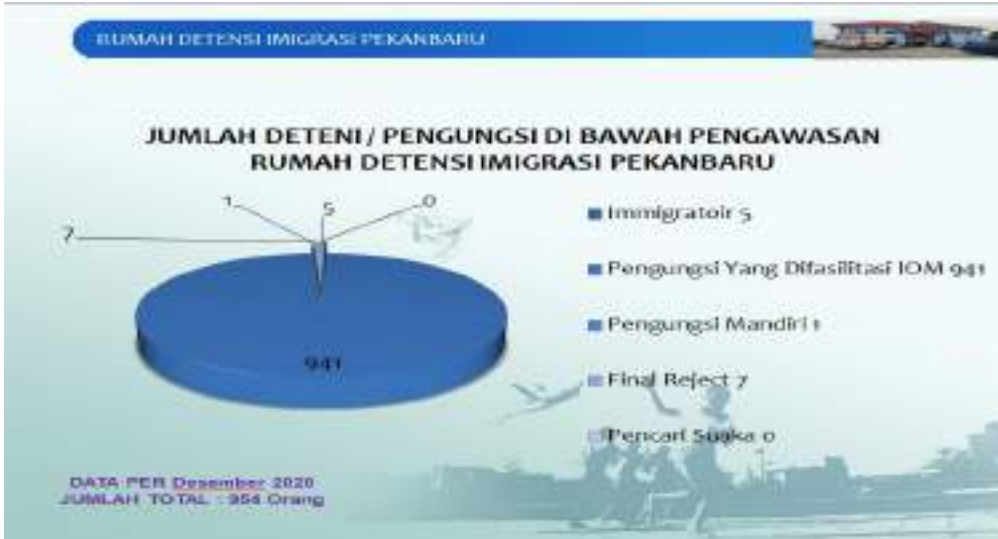 RUMAH DETENSI IMIGRASI PEKANBARU
JUMLAH DETENI / PENGUNGSI DI BAWAH PENGAWASAN
RUMAH DETENSI IMIGRASI PEKANBARU
1
5
0
7
941
Immigratoir 5
Pengungsi Yang Difasilitasi IOM 941
Pengungsi Mandiri 1
Final Reject 7
Pencari Suaka 0
DATA PER Desember 2020
JUMLAH TOTAL : 954 Orang